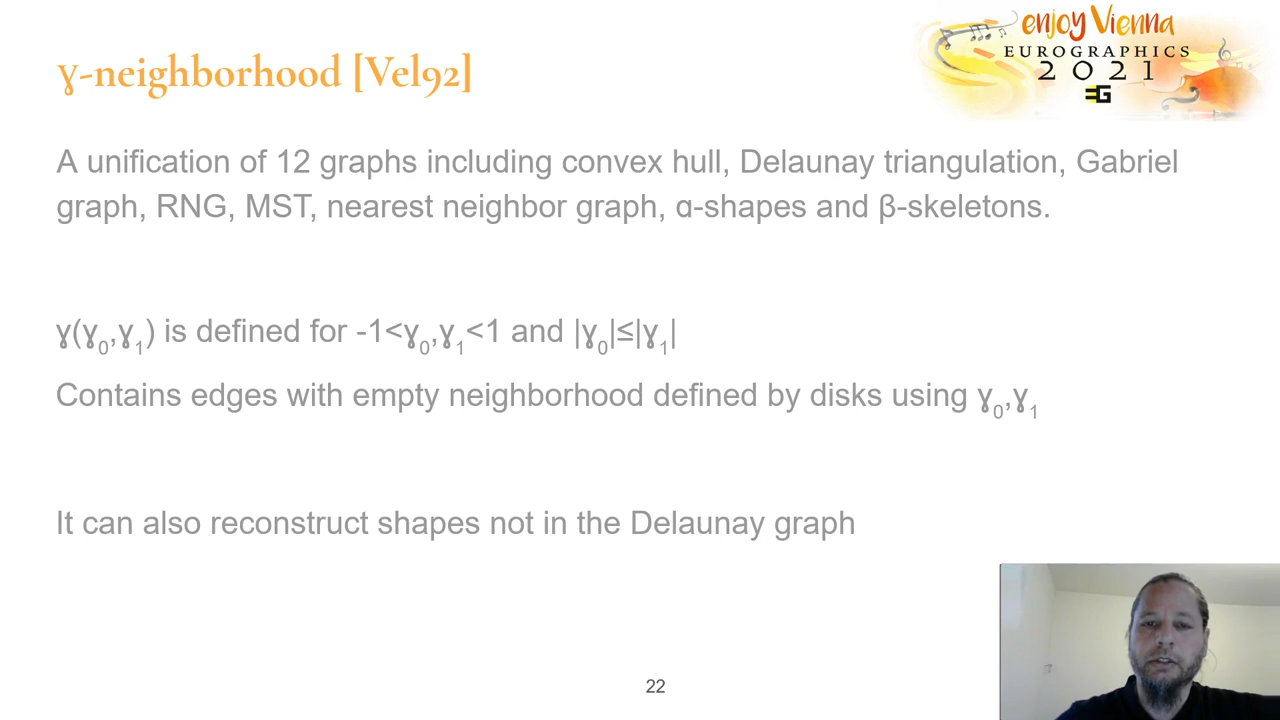 enjoy Vienna
EUROGRAPHICS
2021
EG
ɣ-neighborhood [Vel92]
A unification of 12 graphs including convex hull, Delaunay triangulation, Gabriel
graph, RNG, MST, nearest neighbor graph, α-shapes and β-skeletons.
ɣ(ɣ₀,ɣ₁) is defined for -1<ɣ₀,ɣ₁<1 and |ɣ₀|≤|ɣ₁|
Contains edges with empty neighborhood defined by disks using ɣ₀,ɣ₁
It can also reconstruct shapes not in the Delaunay graph
22